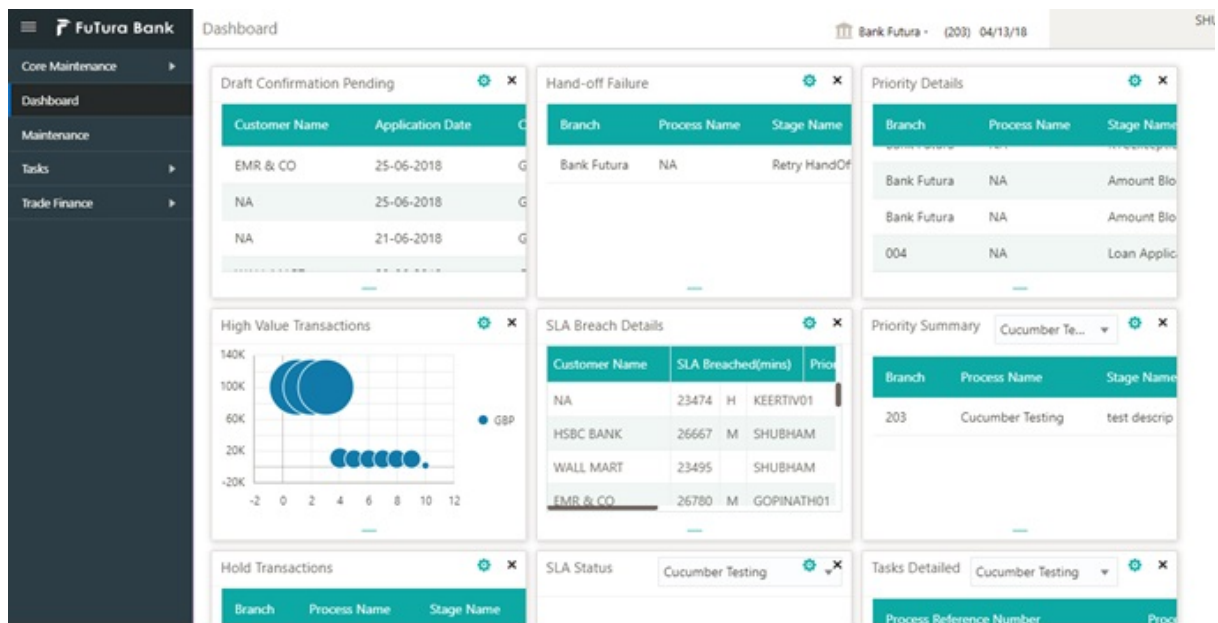 FuTura Bank
Dashboard
Bank Futura - (203) 04/13/18
SHU
Core Maintenance
Dashboard
Maintenance
Tasks
Trade Finance
Draft Confirmation Pending
Customer Name Application Date C
EMR & CO 25-06-2018 G
NA 25-06-2018 G
NA 21-06-2018 G
Hand-off Failure
Branch Process Name Stage Name
Bank Futura NA Retry HandOf
Priority Details
Branch Process Name Stage Name
Bank Futura NA Amount Blo
Bank Futura NA Amount Blo
004 NA Loan Applic
High Value Transactions
140K
100K
60K
20K
-20K
-2 0 2 4 6 8 10 12
GBP
SLA Breach Details
Customer Name SLA Breached(mins) Prior
NA 23474 H KEERTIV01
HSBC BANK 26667 M SHUBHAM
WALL MART 23495 SHUBHAM
EMR & CO 26780 M GOPINATH01
Priority Summary Cucumber Te...
Branch Process Name Stage Name
203 Cucumber Testing test descrip
Hold Transactions
Branch Process Name Stage Name
SLA Status Cucumber Testing
Tasks Detailed Cucumber Testing
Process Reference Number Proce